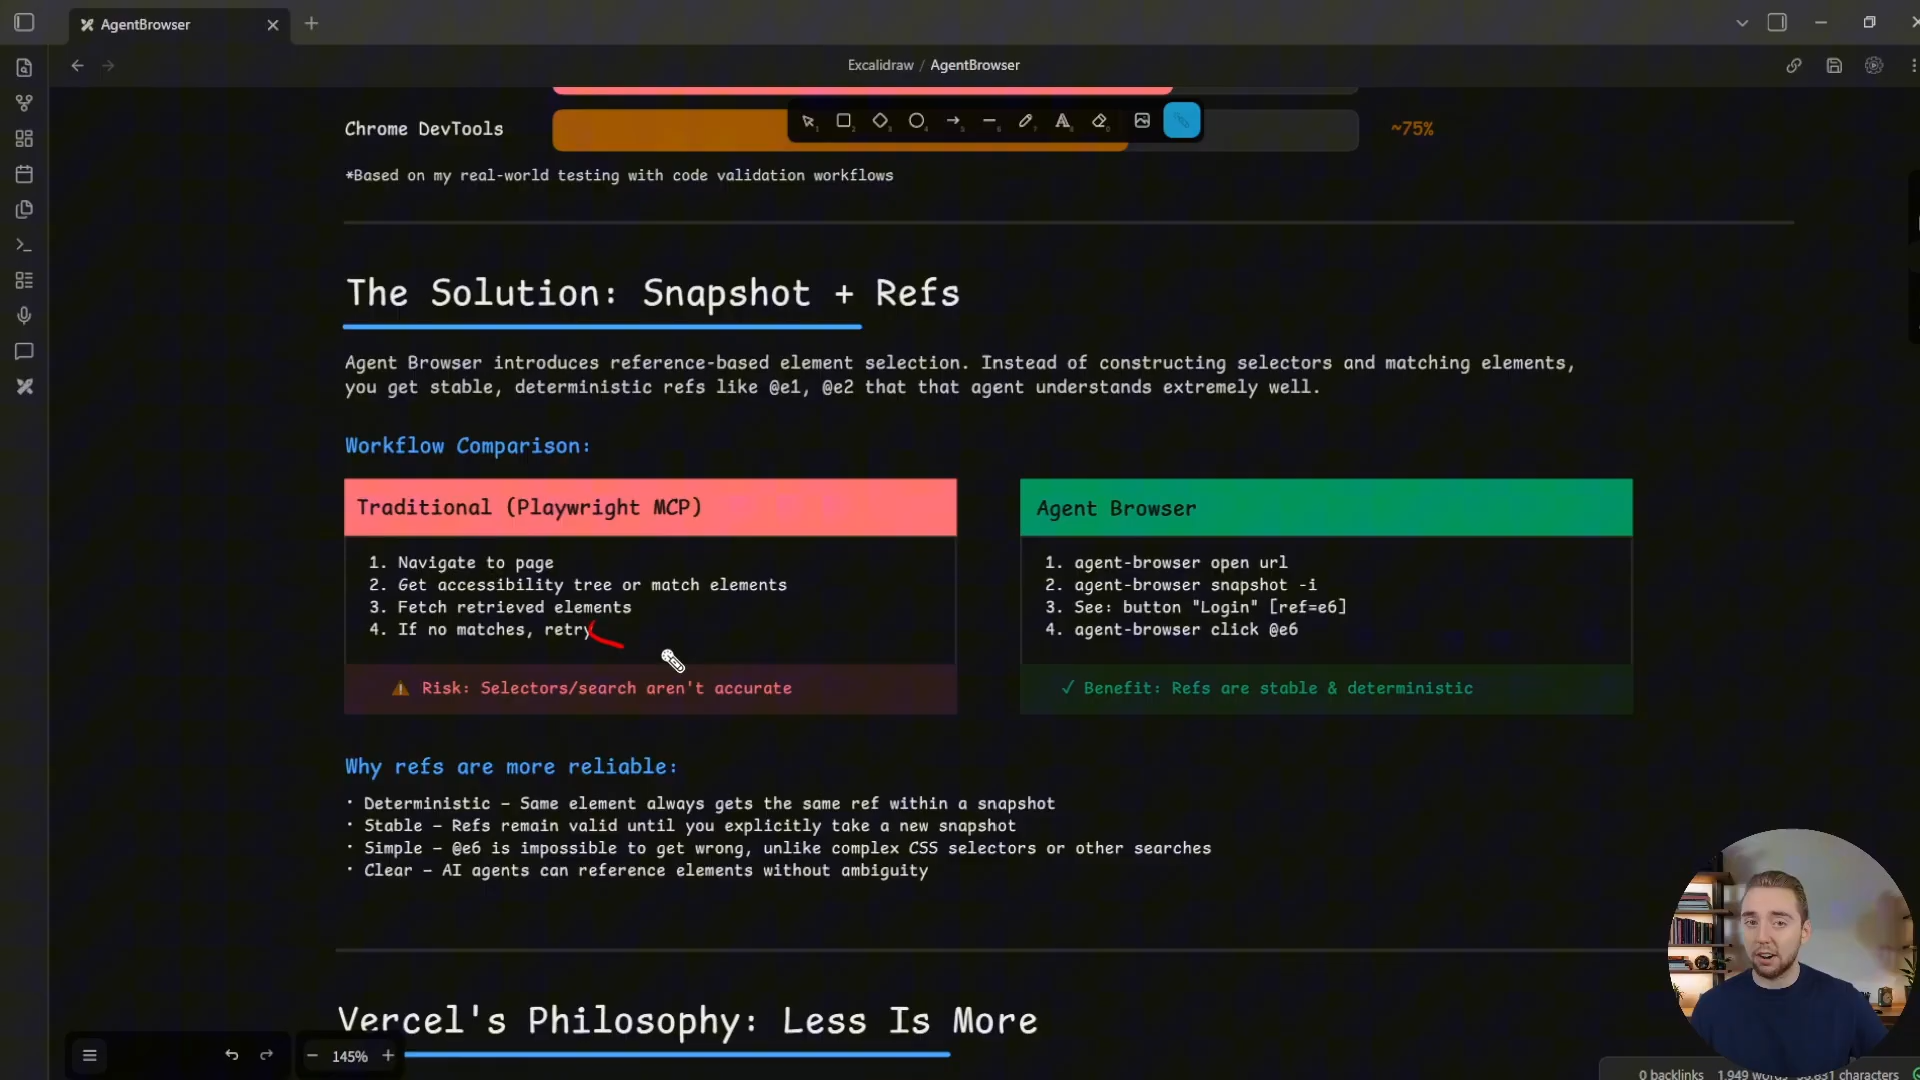 AgentBrowser
Excalidraw / AgentBrowser
Chrome DevTools
~75%
*Based on my real-world testing with code validation workflows
The Solution: Snapshot + Refs
Agent Browser introduces reference-based element selection. Instead of constructing selectors and matching elements,
you get stable, deterministic refs like @e1, @e2 that that agent understands extremely well.
Workflow Comparison:
Traditional (Playwright MCP)
1. Navigate to page
2. Get accessibility tree or match elements
3. Fetch retrieved elements
4. If no matches, retry
⚠ Risk: Selectors/search aren't accurate
Agent Browser
1. agent-browser open url
2. agent-browser snapshot -i
3. See: button "Login" [ref=e6]
4. agent-browser click @e6
✓ Benefit: Refs are stable & deterministic
Why refs are more reliable:
· Deterministic – Same element always gets the same ref within a snapshot
· Stable – Refs remain valid until you explicitly take a new snapshot
· Simple – @e6 is impossible to get wrong, unlike complex CSS selectors or other searches
· Clear – AI agents can reference elements without ambiguity
Vercel's Philosophy: Less Is More
145%
0 backlinks 1,949 words characters